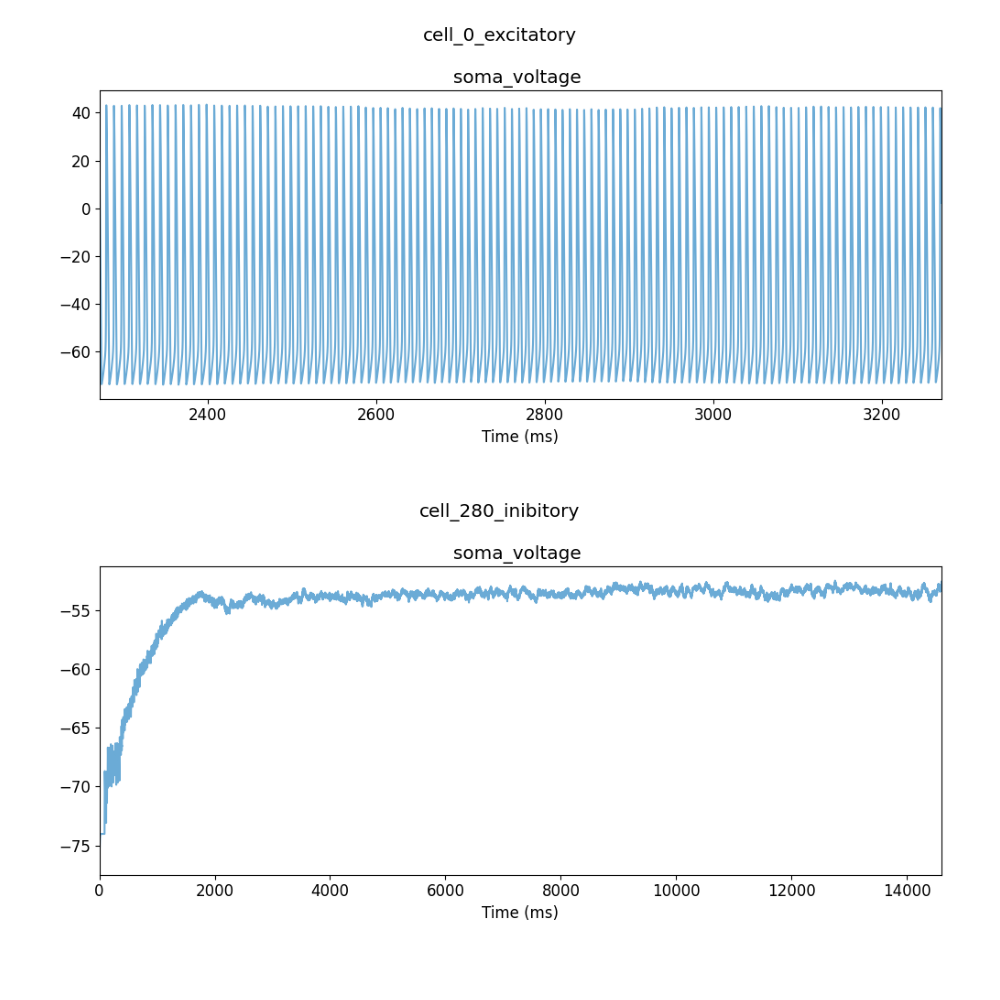 cell_0_excitatory
soma_voltage
40
20
0
−20
−40
−60
2400 2600 2800 3000 3200
Time (ms)
cell_280_inibitory
soma_voltage
−55
−60
−65
−70
−75
0 2000 4000 6000 8000 10000 12000 14000
Time (ms)